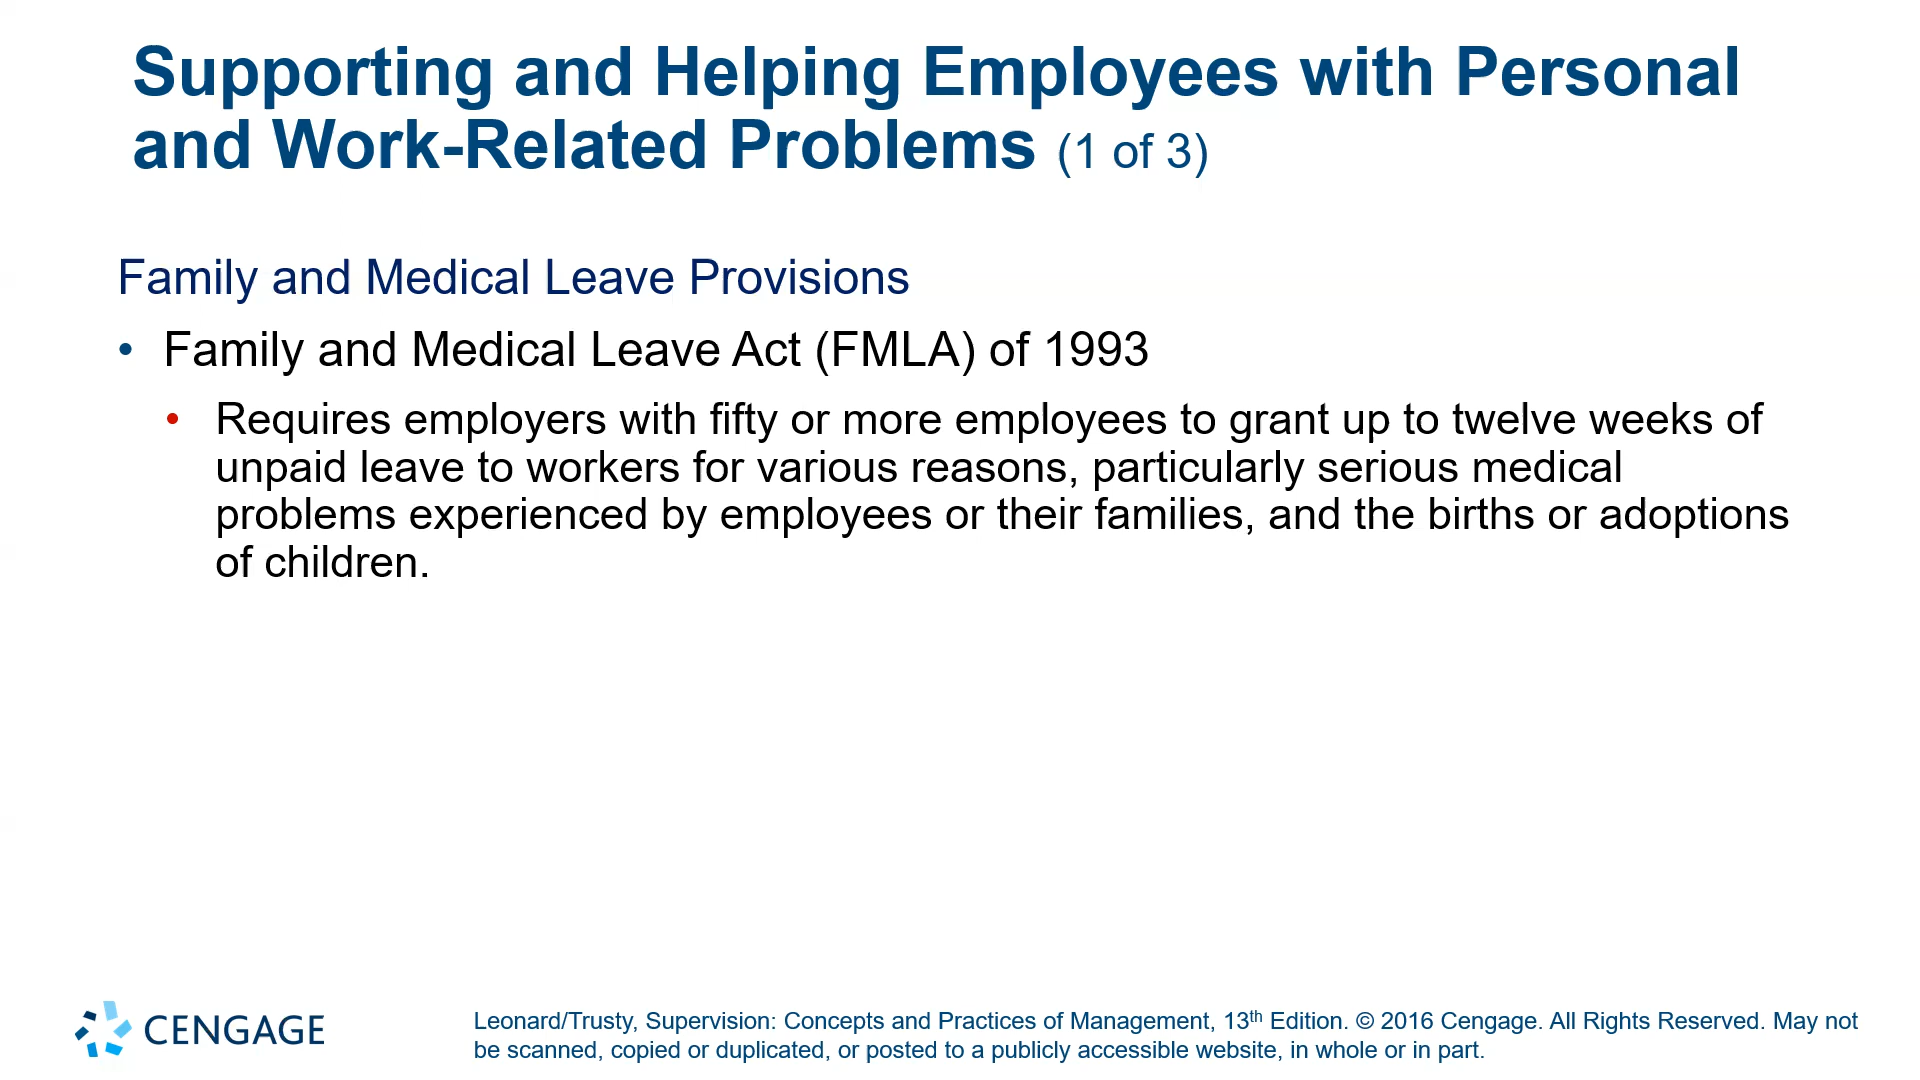 Supporting and Helping Employees with Personal
and Work-Related Problems (1 of 3)
Family and Medical Leave Provisions
• Family and Medical Leave Act (FMLA) of 1993
• Requires employers with fifty or more employees to grant up to twelve weeks of
unpaid leave to workers for various reasons, particularly serious medical
problems experienced by employees or their families, and the births or adoptions
of children.
CENGAGE
Leonard/Trusty, Supervision: Concepts and Practices of Management, 13th Edition. © 2016 Cengage. All Rights Reserved. May not
be scanned, copied or duplicated, or posted to a publicly accessible website, in whole or in part.